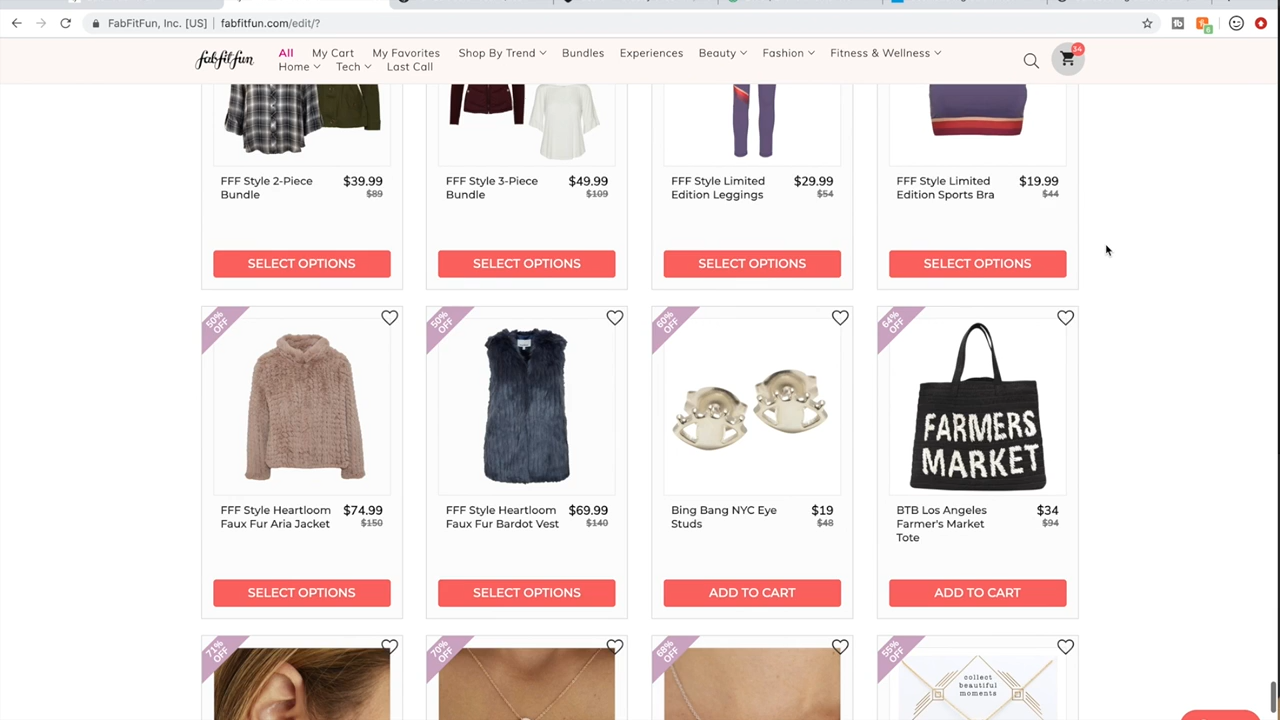 FabFitFun, Inc. [US]
fabfitfun.com/edit/?
6
fabfitfun
All
My Cart
My Favorites
Shop By Trend
Bundles
Experiences
Beauty
Fashion
Fitness & Wellness
Home
Tech
Last Call
34
FFF Style 2-Piece
Bundle
$39.99
$89
SELECT OPTIONS
FFF Style 3-Piece
Bundle
$49.99
$109
SELECT OPTIONS
FFF Style Limited
Edition Leggings
$29.99
$54
SELECT OPTIONS
FFF Style Limited
Edition Sports Bra
$19.99
$44
SELECT OPTIONS
50%
OFF
FFF Style Heartloom
Faux Fur Aria Jacket
$74.99
$150
SELECT OPTIONS
50%
OFF
FFF Style Heartloom
Faux Fur Bardot Vest
$69.99
$140
SELECT OPTIONS
60%
OFF
Bing Bang NYC Eye
Studs
$19
$48
ADD TO CART
64%
OFF
FARMERS
MARKET
BTB Los Angeles
Farmer's Market
Tote
$34
$94
ADD TO CART
71%
OFF
70%
OFF
68%
OFF
55%
OFF
collect
beautiful
moments